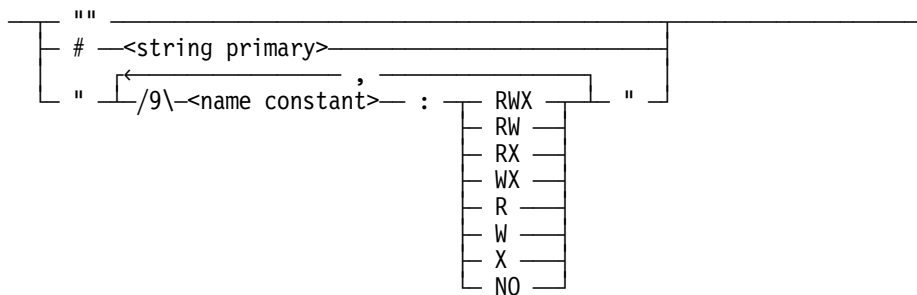 ""
# <string primary>
,
" /9\ <name constant> : RWX "
RW
RX
WX
R
W
X
NO